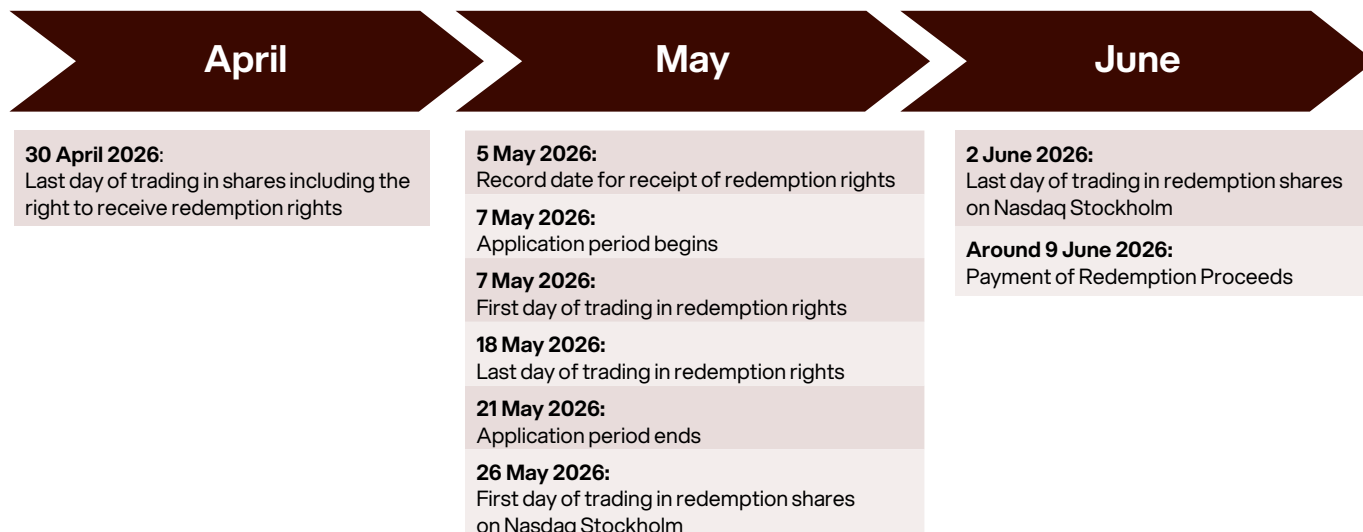 April
May
June
30 April 2026:
Last day of trading in shares including the
right to receive redemption rights
5 May 2026:
Record date for receipt of redemption rights
7 May 2026:
Application period begins
7 May 2026:
First day of trading in redemption rights
18 May 2026:
Last day of trading in redemption rights
21 May 2026:
Application period ends
26 May 2026:
First day of trading in redemption shares
on Nasdaq Stockholm
2 June 2026:
Last day of trading in redemption shares
on Nasdaq Stockholm
Around 9 June 2026:
Payment of Redemption Proceeds